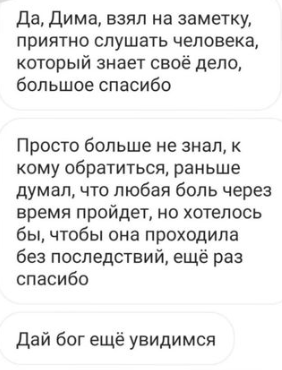 Да, Дима, взял на заметку,
приятно слушать человека,
который знает своё дело,
большое спасибо
Просто больше не знал, к
кому обратиться, раньше
думал, что любая боль через
время пройдет, но хотелось
бы, чтобы она проходила
без последствий, ещё раз
спасибо
Дай бог ещё увидимся